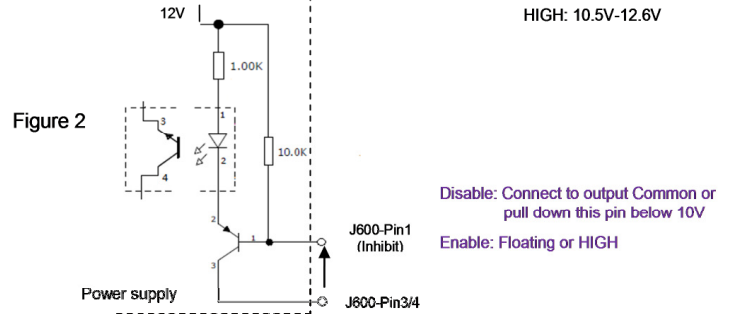 12V
HIGH: 10.5V-12.6V
1.00K
Figure 2
3
1
4
2
10.0K
Disable: Connect to output Common or
pull down this pin below 10V
2
1
J600-Pin1
(Inhibit)
Enable: Floating or HIGH
3
Power supply
J600-Pin3/4